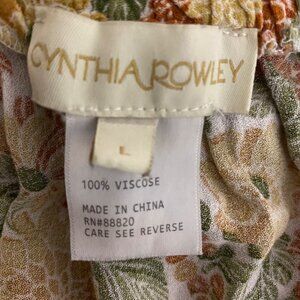 CYNTHIA ROWLEY
L
100% VISCOSE
MADE IN CHINA
RN#88820
CARE SEE REVERSE